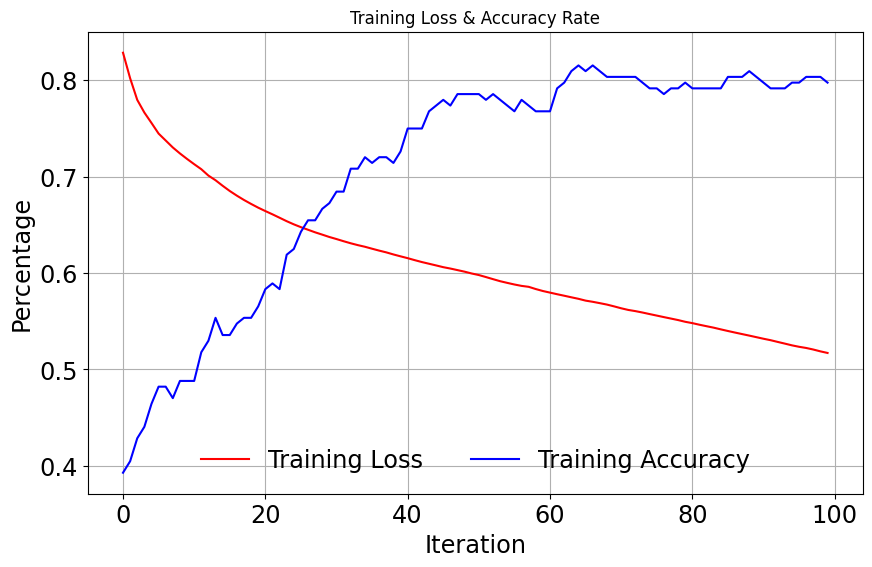 Training Loss & Accuracy Rate
0.8
0.7
0.6
0.5
0.4
Percentage
Training Loss
Training Accuracy
0 20 40 60 80 100
Iteration